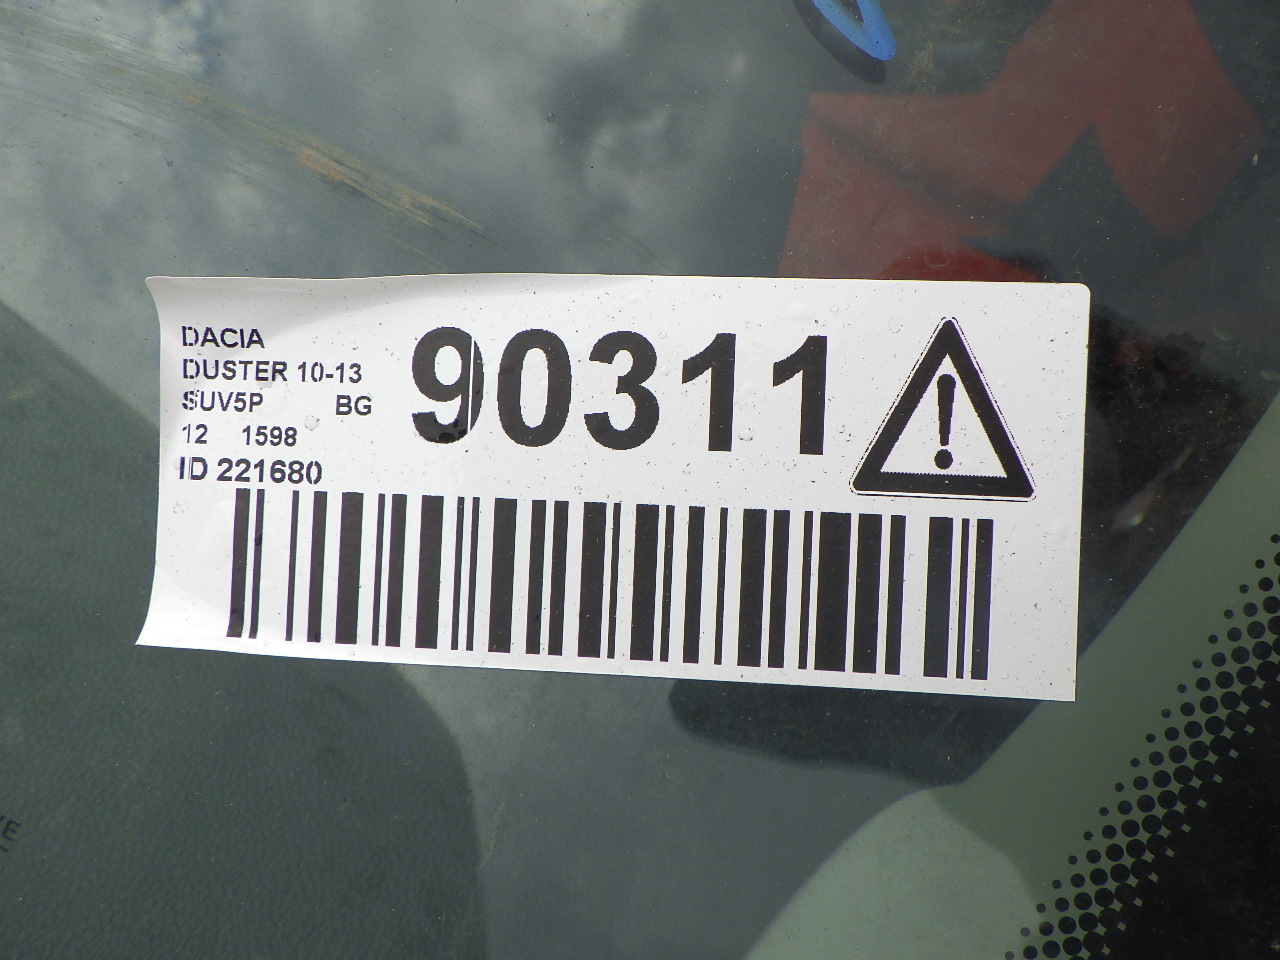 DACIA
DUSTER 10-13
SUV5P BG
12 1598
ID 221680
90311